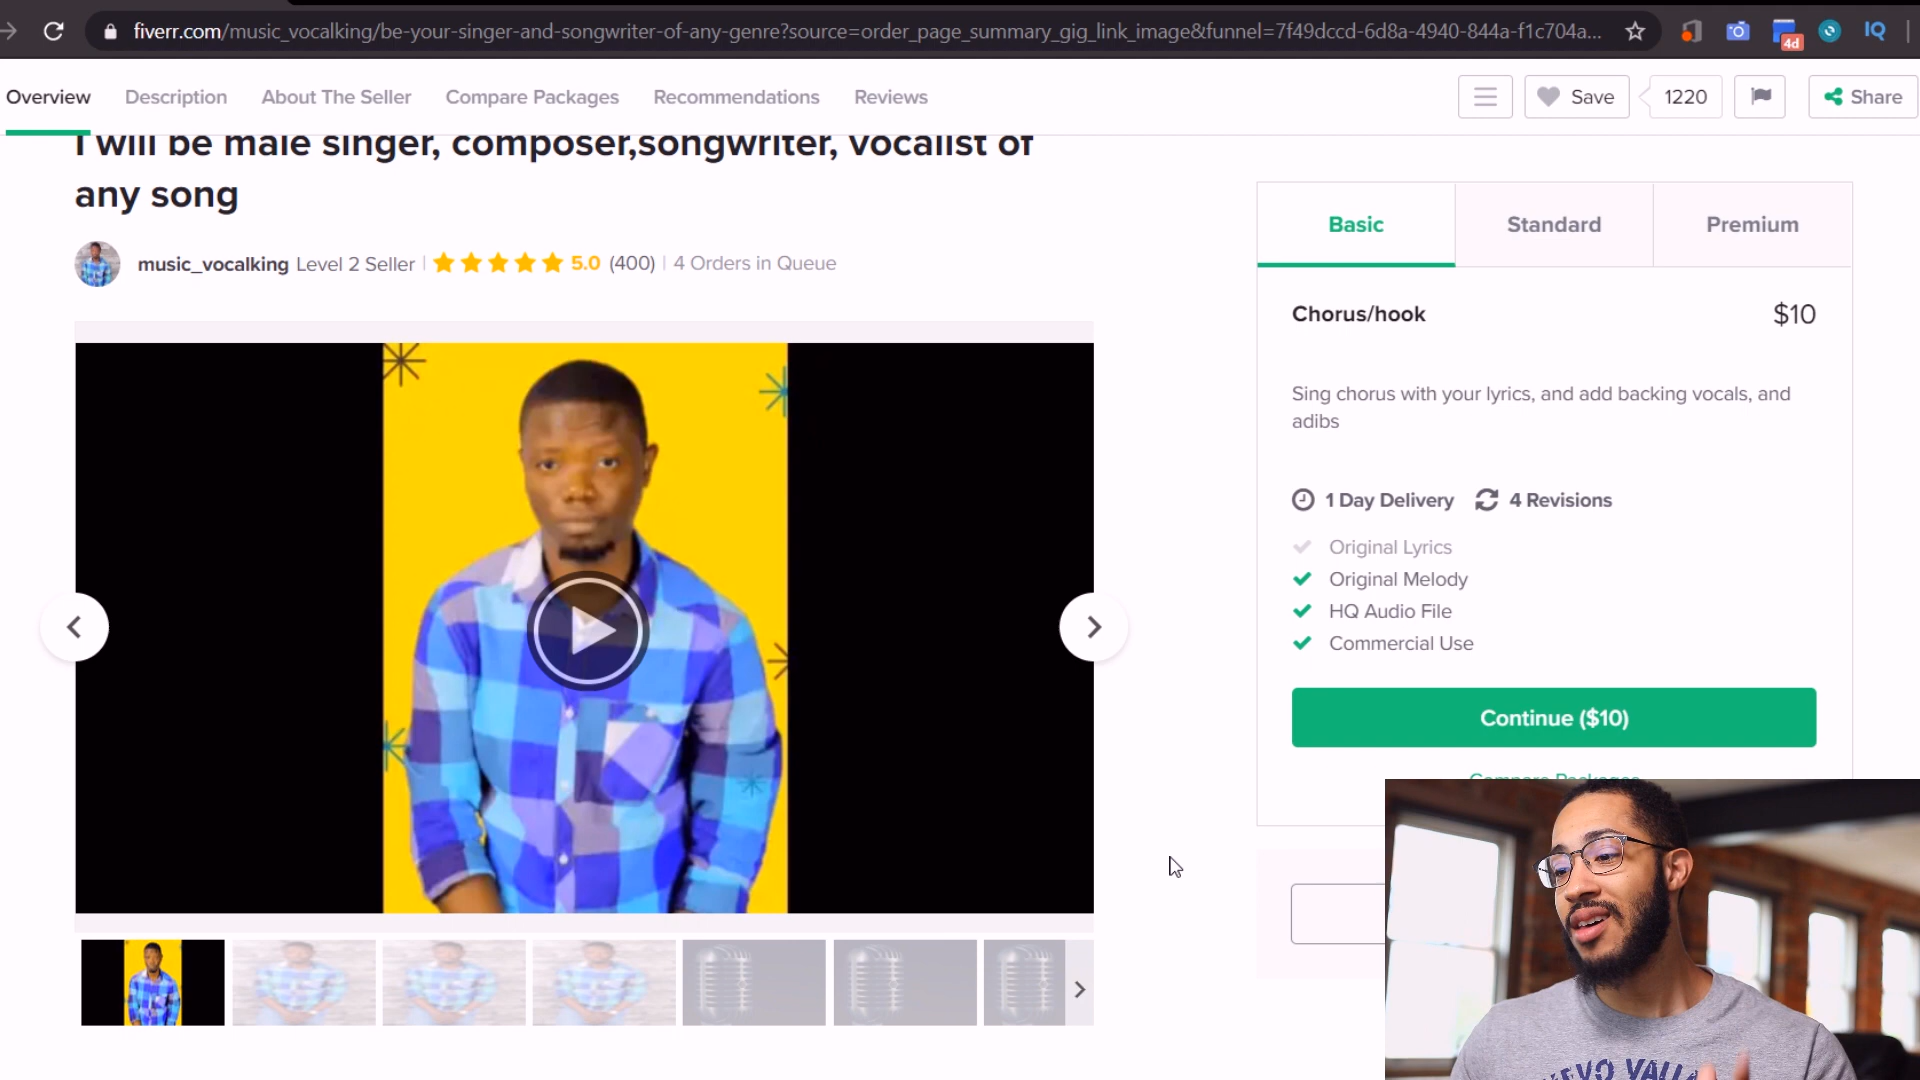 fiverr.com/music_vocalking/be-your-singer-and-songwriter-of-any-genre?source=order_page_summary_gig_link_image&funnel=7f49dccd-6d8a-4940-844a-f1c704a...
4d
IQ
Overview
Description
About The Seller
Compare Packages
Recommendations
Reviews
Save
1220
Share
I will be male singer, composer,songwriter, vocalist of
any song
music_vocalking Level 2 Seller
5.0 (400)
4 Orders in Queue
Basic
Standard
Premium
Chorus/hook
$10
Sing chorus with your lyrics, and add backing vocals, and
adibs
1 Day Delivery
4 Revisions
Original Lyrics
Original Melody
HQ Audio File
Commercial Use
Continue ($10)
Compare Packages